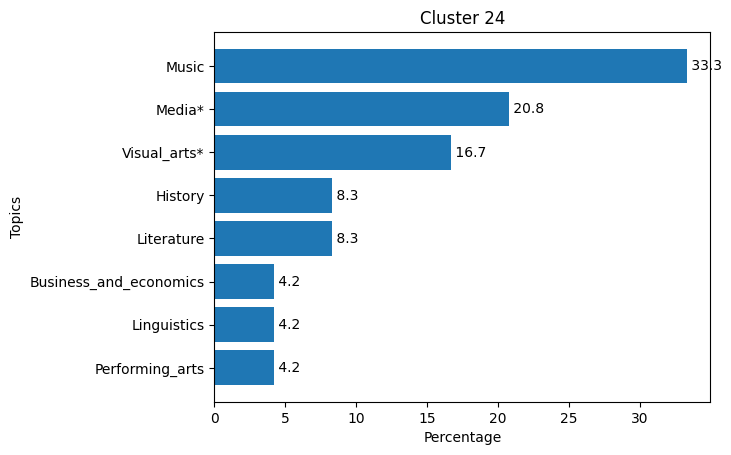 Cluster 24
Topics
Music 33.3
Media* 20.8
Visual_arts* 16.7
History 8.3
Literature 8.3
Business_and_economics 4.2
Linguistics 4.2
Performing_arts 4.2
0 5 10 15 20 25 30
Percentage